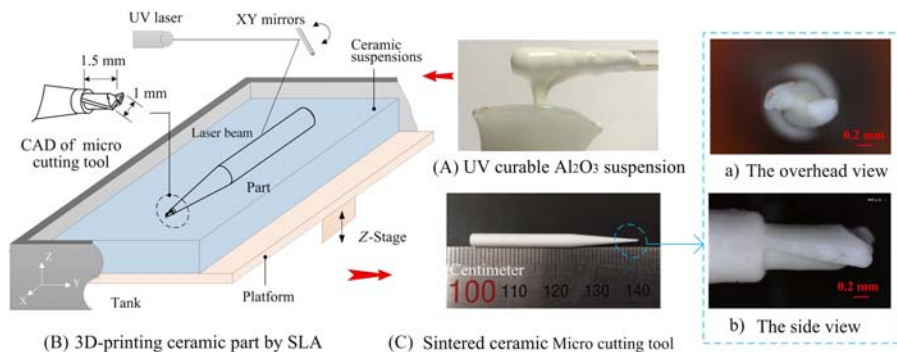 UV laser
XY mirrors
Ceramic
suspensions
1.5 mm
1 mm
CAD of micro
cutting tool
Laser beam
Part
Z-Stage
Platform
Tank
Z
Y
X
(B) 3D-printing ceramic part by SLA
(A) UV curable Al2O3 suspension
Centimeter
100 110 120 130 140
(C) Sintered ceramic Micro cutting tool
0.2 mm
a) The overhead view
0.2 mm
b) The side view